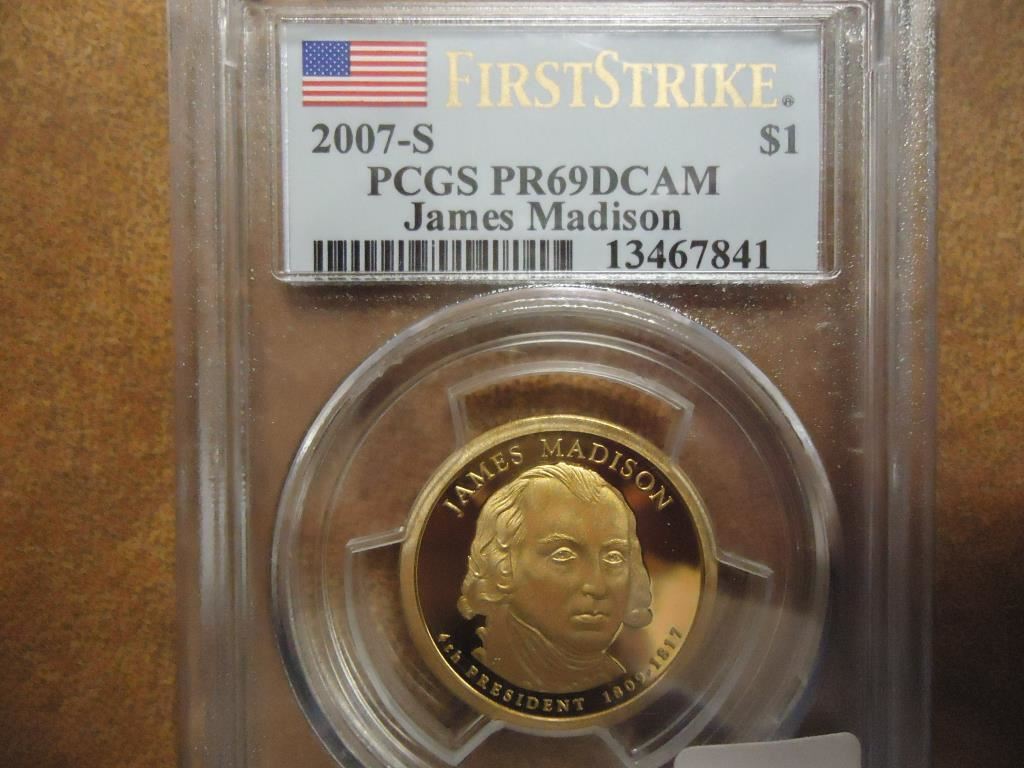 FIRSTSTRIKE®
2007-S $1
PCGS PR69DCAM
James Madison
13467841
JAMES MADISON
4th PRESIDENT 1809-1817